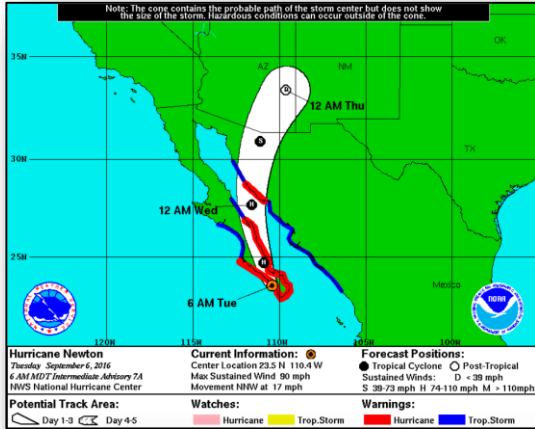 Note: The cone contains the probable path of the storm center but does not show
the size of the storm. Hazardous conditions can occur outside of the cone.
35N
AZ
NM
OK
12 AM Thu
D
S
30N
TX
12 AM Wed
H
25N
H
Mexico
6 AM Tue
115W
110W
105W
100W
NOAA
Hurricane Newton
Tuesday September 6, 2016
6 AM MDT Intermediate Advisory 7A
NWS National Hurricane Center
Current Information:
Center Location 23.5 N 110.4 W
Max Sustained Wind 90 mph
Movement NNW at 17 mph
Forecast Positions:
Tropical Cyclone Post-Tropical
Sustained Winds: D < 39 mph
S 39-73 mph H 74-110 mph M > 110mph
Potential Track Area:
Day 1-3 Day 4-5
Watches:
Hurricane Trop.Storm
Warnings:
Hurricane Trop.Storm